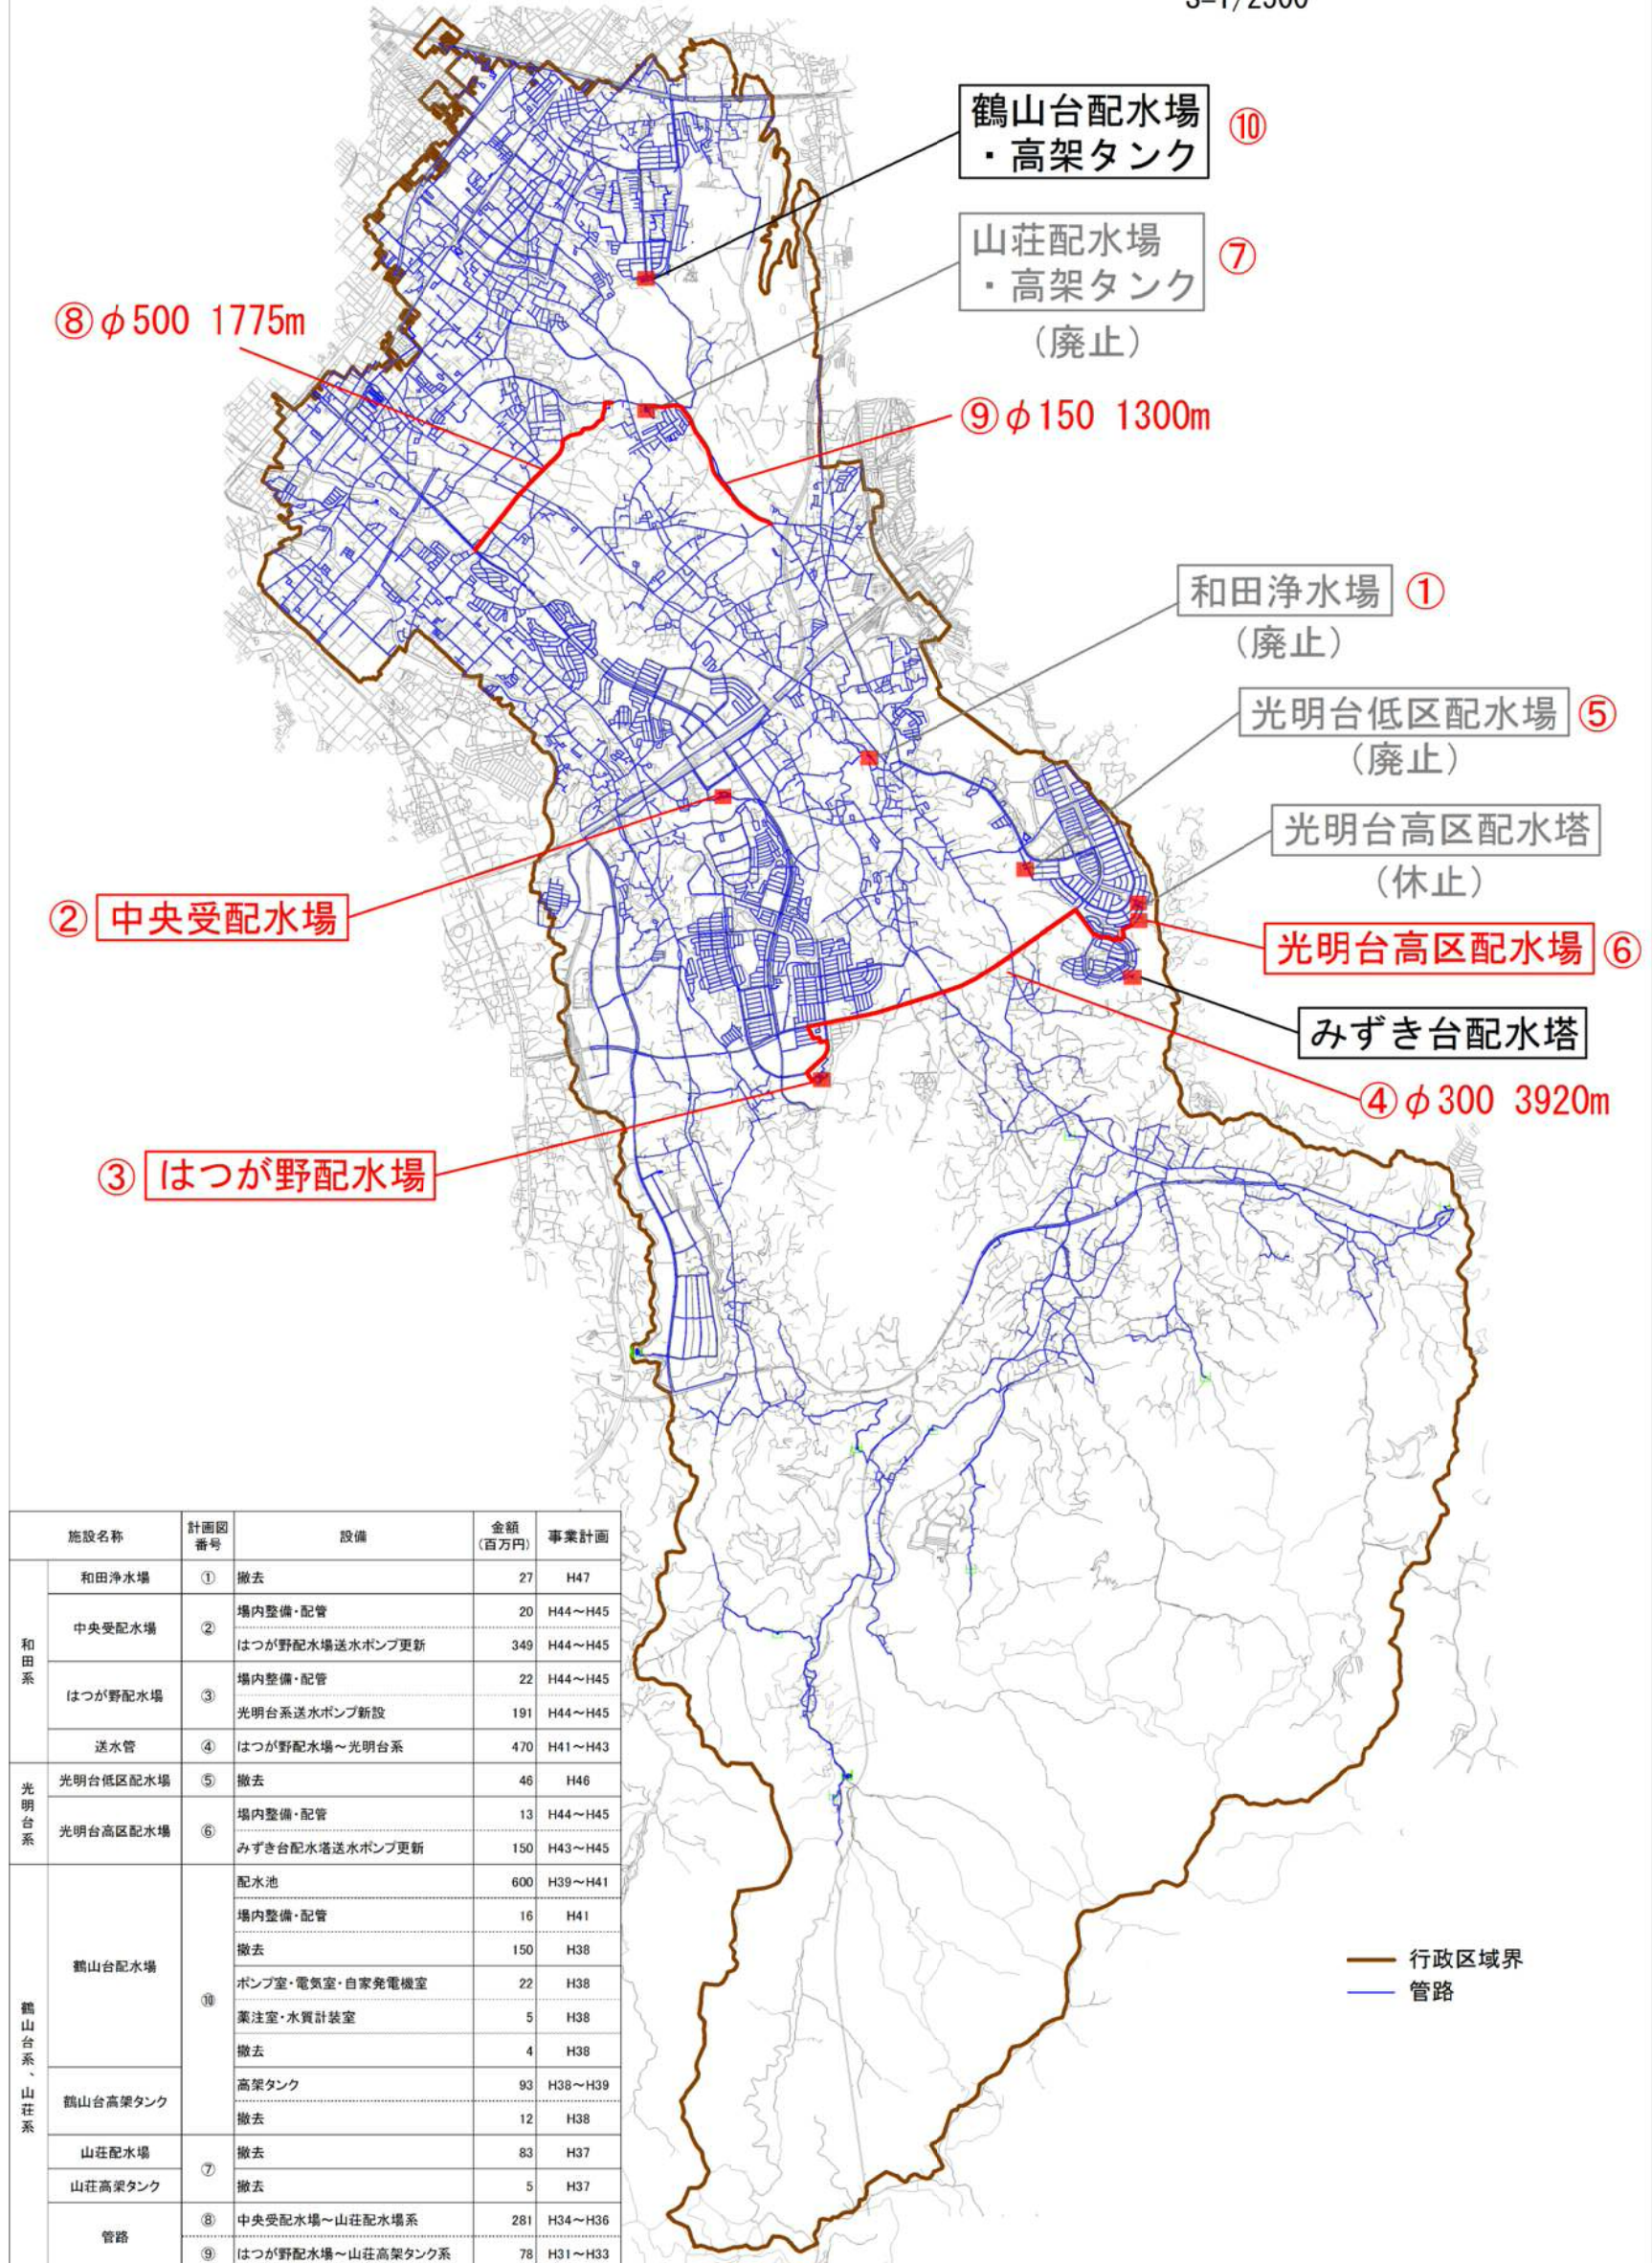 鶴山台配水場
・高架タンク ⑩
山荘配水場
・高架タンク ⑦
(廃止)
⑧φ500 1775m
⑨φ150 1300m
和田浄水場 ①
(廃止)
光明台低区配水場 ⑤
(廃止)
光明台高区配水塔
(休止)
② 中央受配水場
光明台高区配水場 ⑥
みずき台配水塔
④φ300 3920m
③ はつが野配水場
施設名称 計画図番号 設備 金額(百万円) 事業計画
和田系
和田浄水場 ① 撤去 27 H47
中央受配水場 ② 場内整備・配管 20 H44～H45
はつが野配水場送水ポンプ更新 349 H44～H45
はつが野配水場 ③ 場内整備・配管 22 H44～H45
光明台系送水ポンプ新設 191 H44～H45
送水管 ④ はつが野配水場～光明台系 470 H41～H43
光明台系
光明台低区配水場 ⑤ 撤去 46 H46
光明台高区配水場 ⑥ 場内整備・配管 13 H44～H45
みずき台配水塔送水ポンプ更新 150 H43～H45
鶴山台系、山荘系
鶴山台配水場 ⑩ 配水池 600 H39～H41
場内整備・配管 16 H41
撤去 150 H38
ポンプ室・電気室・自家発電機室 22 H38
薬注室・水質計装室 5 H38
撤去 4 H38
鶴山台高架タンク 高架タンク 93 H38～H39
撤去 12 H38
山荘配水場 ⑦ 撤去 83 H37
山荘高架タンク 撤去 5 H37
管路 ⑧ 中央受配水場～山荘配水場系 281 H34～H36
⑨ はつが野配水場～山荘高架タンク系 78 H31～H33
行政区域界
管路